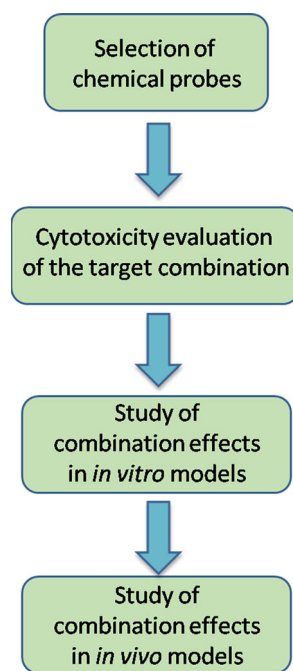 Selection of
chemical probes
Cytotoxicity evaluation
of the target combination
Study of
combination effects
in in vitro models
Study of
combination effects
in in vivo models